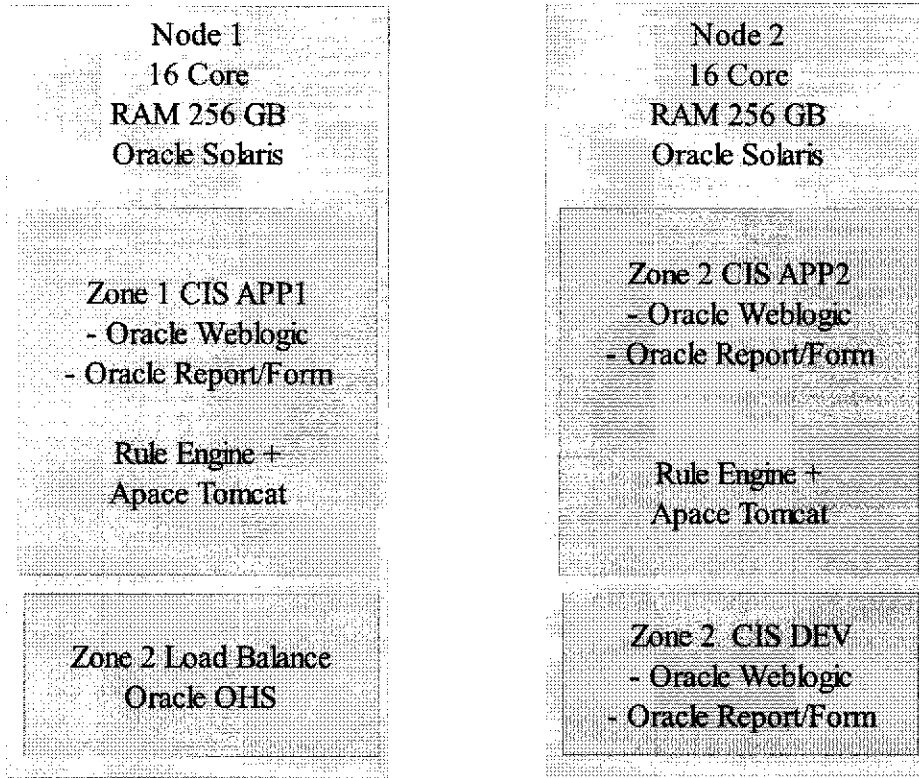 Node 1
16 Core
RAM 256 GB
Oracle Solaris
Zone 1 CIS APP1
- Oracle Weblogic
- Oracle Report/Form
Rule Engine +
Apace Tomcat
Zone 2 Load Balance
Oracle OHS
Node 2
16 Core
RAM 256 GB
Oracle Solaris
Zone 2 CIS APP2
- Oracle Weblogic
- Oracle Report/Form
Rule Engine +
Apace Tomcat
Zone 2 CIS DEV
- Oracle Weblogic
- Oracle Report/Form